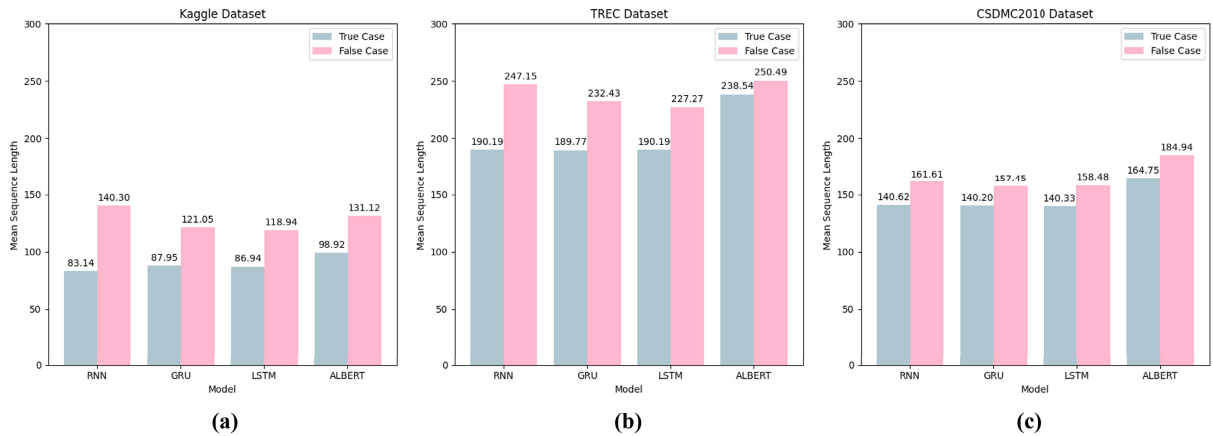 Kaggle Dataset
300
250
200
150
100
50
0
Mean Sequence Length
True Case
False Case
83.14
140.30
87.95
121.05
86.94
118.94
98.92
131.12
RNN
GRU
LSTM
ALBERT
Model
(a)
TREC Dataset
300
250
200
150
100
50
0
Mean Sequence Length
True Case
False Case
190.19
247.15
189.77
232.43
190.19
227.27
238.54
250.49
RNN
GRU
LSTM
ALBERT
Model
(b)
CSDMC2010 Dataset
300
250
200
150
100
50
0
Mean Sequence Length
True Case
False Case
140.62
161.61
140.20
157.45
140.33
158.48
164.75
184.94
RNN
GRU
LSTM
ALBERT
Model
(c)